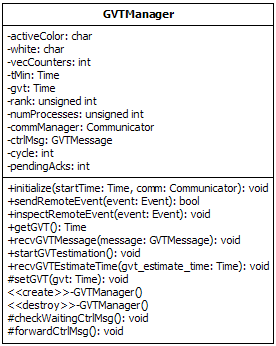 GVTManager
-activeColor: char
-white: char
-vecCounters: int
-tMin: Time
-gvt: Time
-rank: unsigned int
-numProcesses: unsigned int
-commManager: Communicator
-ctrlMsg: GVTMessage
-cycle: int
-pendingAcks: int
+initialize(startTime: Time, comm: Communicator): void
+sendRemoteEvent(event: Event): bool
+inspectRemoteEvent(event: Event): void
+getGVT(): Time
+recvGVTMessage(message: GVTMessage): void
+startGVTestimation(): void
+recvGVTEstimateTime(gvt_estimate_time: Time): void
#setGVT(gvt: Time): void
<<create>>-GVTManager()
<<destroy>>-GVTManager()
#checkWaitingCtrlMsg(): void
#forwardCtrlMsg(): void